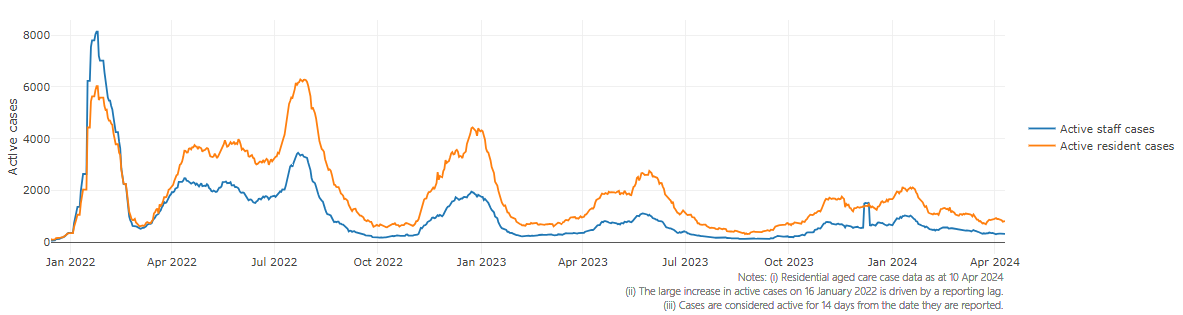 8000
6000
4000
2000
0
Active cases
Jan 2022 Apr 2022 Jul 2022 Oct 2022 Jan 2023 Apr 2023 Jul 2023 Oct 2023 Jan 2024 Apr 2024
Active staff cases
Active resident cases
Notes: (i) Residential aged care case data as at 10 Apr 2024
(ii) The large increase in active cases on 16 January 2022 is driven by a reporting lag.
(iii) Cases are considered active for 14 days from the date they are reported.